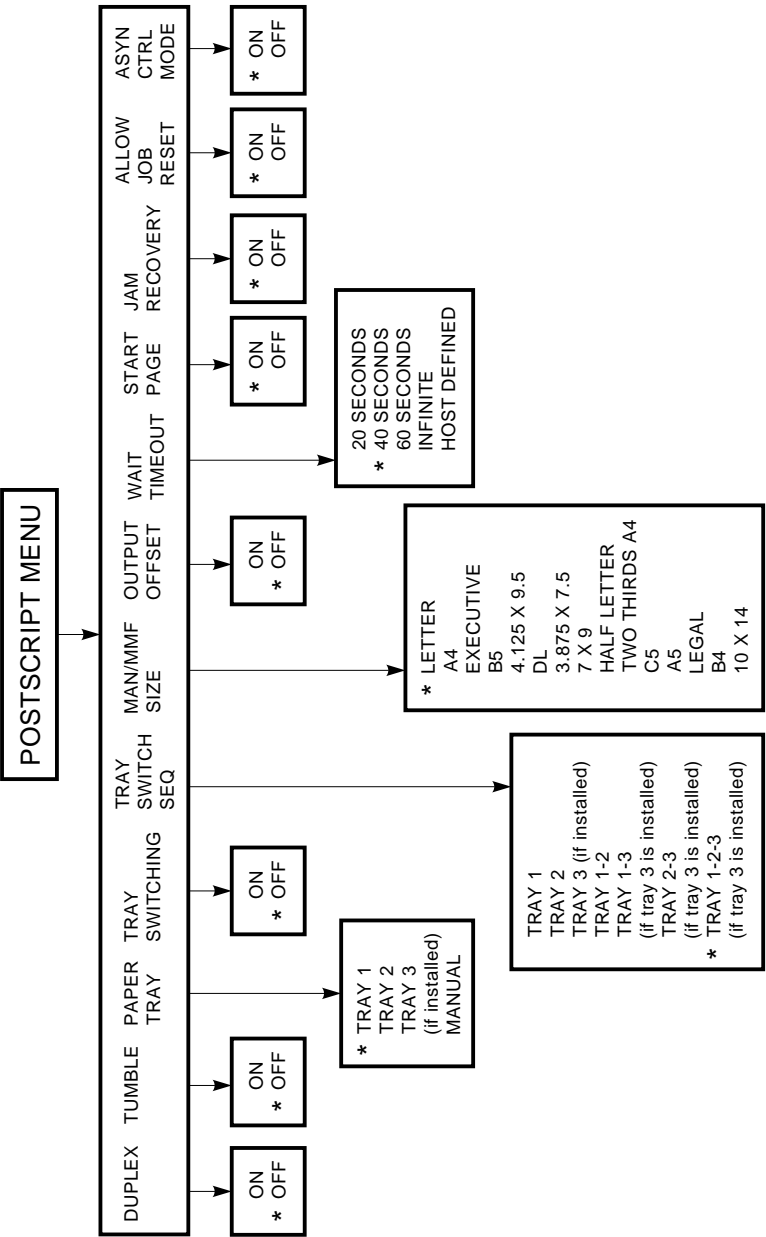 POSTSCRIPT MENU
DUPLEX
TUMBLE
PAPER
TRAY
TRAY
SWITCHING
TRAY
SWITCH
SEQ
MAN/MMF
SIZE
OUTPUT
OFFSET
WAIT
TIMEOUT
START
PAGE
JAM
RECOVERY
ALLOW
JOB
RESET
ASYN
CTRL
MODE
ON
* OFF
ON
* OFF
* TRAY 1
TRAY 2
TRAY 3
(if installed)
MANUAL
ON
* OFF
TRAY 1
TRAY 2
TRAY 3 (if installed)
TRAY 1-2
TRAY 1-3
(if tray 3 is installed)
TRAY 2-3
(if tray 3 is installed)
* TRAY 1-2-3
(if tray 3 is installed)
* LETTER
A4
EXECUTIVE
B5
4.125 X 9.5
DL
3.875 X 7.5
7 X 9
HALF LETTER
TWO THIRDS A4
C5
A5
LEGAL
B4
10 X 14
ON
* OFF
20 SECONDS
* 40 SECONDS
60 SECONDS
INFINITE
HOST DEFINED
* ON
OFF
* ON
OFF
* ON
OFF
* ON
OFF